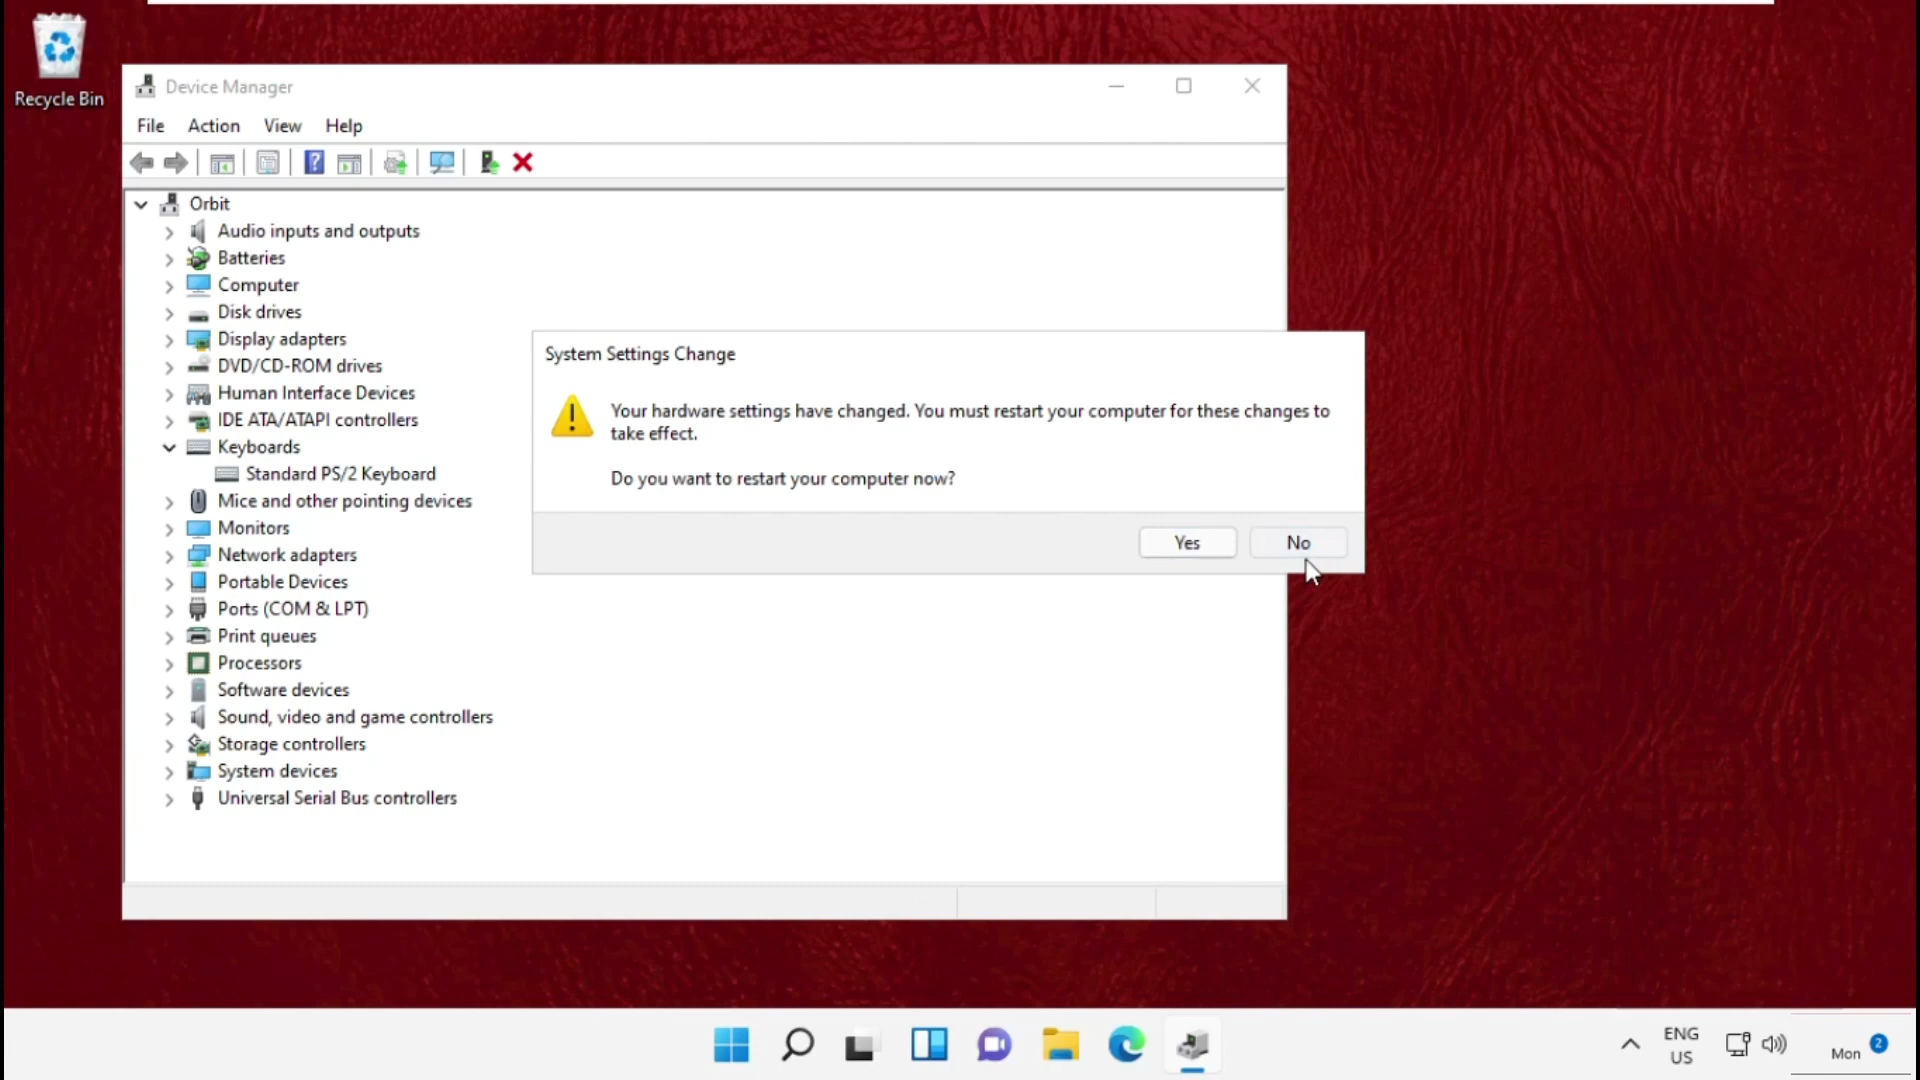 Recycle Bin
Device Manager
File Action View Help
Orbit
Audio inputs and outputs
Batteries
Computer
Disk drives
Display adapters
DVD/CD-ROM drives
Human Interface Devices
IDE ATA/ATAPI controllers
Keyboards
Standard PS/2 Keyboard
Mice and other pointing devices
Monitors
Network adapters
Portable Devices
Ports (COM & LPT)
Print queues
Processors
Software devices
Sound, video and game controllers
Storage controllers
System devices
Universal Serial Bus controllers
System Settings Change
Your hardware settings have changed. You must restart your computer for these changes to
take effect.
Do you want to restart your computer now?
Yes No
ENG
US
Mon 2